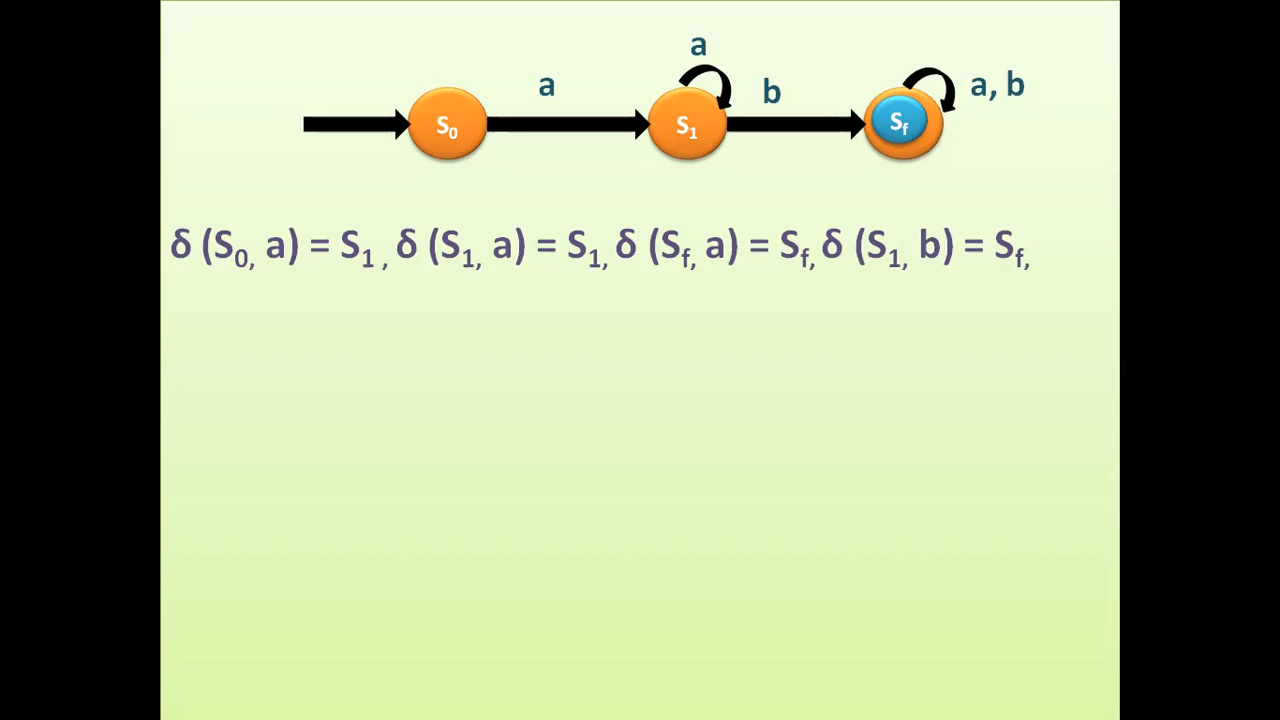 a
a b a, b
S₀ S₁ S_f
δ (S₀, a) = S₁ , δ (S₁, a) = S₁, δ (S_f, a) = S_f, δ (S₁, b) = S_f,